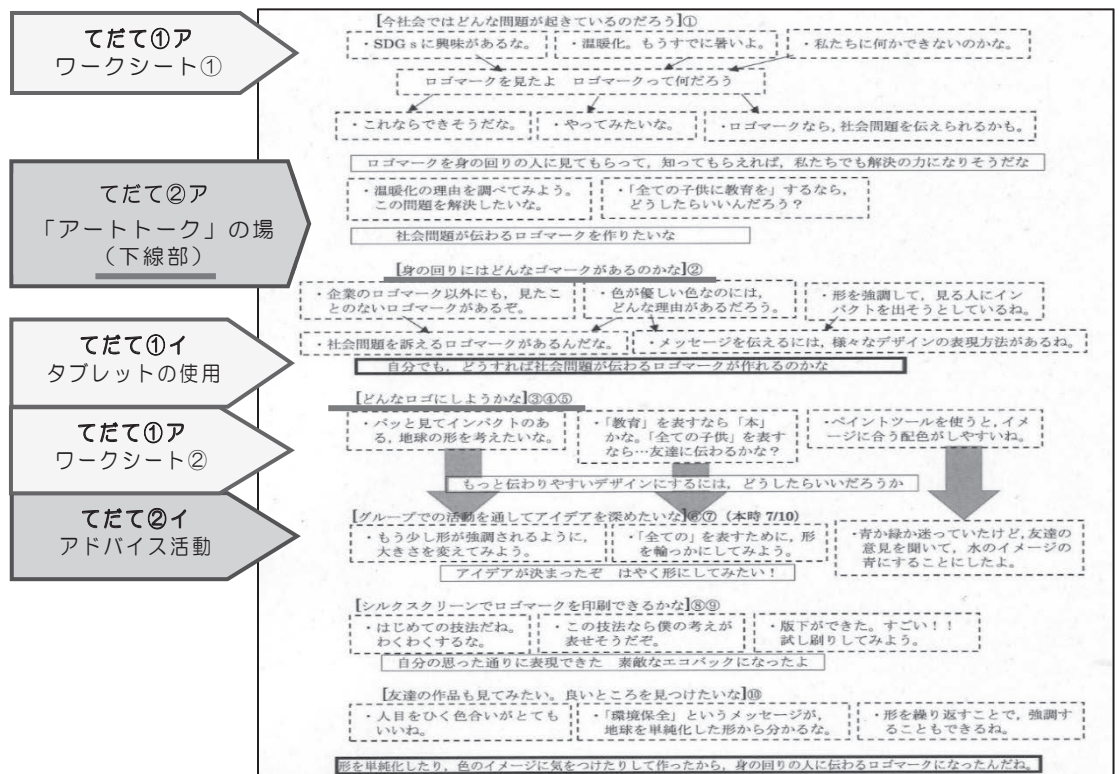 てだて①ア
ワークシート①
てだて②ア
「アートトーク」の場
（下線部）
てだて①イ
タブレットの使用
てだて①ア
ワークシート②
てだて②イ
アドバイス活動
[今社会ではどんな問題が起きているのだろう]①
・SDGｓに興味があるな。
・温暖化。もうすでに暑いよ。
・私たちに何かできないのかな。
ロゴマークを見たよ　ロゴマークって何だろう
・これならできそうだな。
・やってみたいな。
・ロゴマークなら，社会問題を伝えられるかも。
ロゴマークを身の回りの人に見てもらって，知ってもらえれば，私たちでも解決の力になりそうだな
・温暖化の理由を調べてみよう。
この問題を解決したいな。
・「全ての子供に教育を」するなら，
どうしたらいいんだろう？
社会問題が伝わるロゴマークを作りたいな
[身の回りにはどんなゴマークがあるのかな]②
・企業のロゴマーク以外にも，見たこ
とのないロゴマークがあるぞ。
・色が優しい色なのには，
どんな理由があるだろう。
・形を強調して，見る人にイン
パクトを出そうとしているね。
・社会問題を訴えるロゴマークがあるんだな。
・メッセージを伝えるには，様々なデザインの表現方法があるね。
自分でも，どうすれば社会問題が伝わるロゴマークが作れるのかな
[どんなロゴにしようかな]③④⑤
・パッと見てインパクトのあ
る，地球の形を考えたいな。
・「教育」を表すなら「本」
かな。「全ての子供」を表す
なら…友達に伝わるかな？
・ペイントツールを使うと，イメ
ージに合う配色がしやすいね。
もっと伝わりやすいデザインにするには，どうしたらいいだろうか
[グループでの活動を通してアイデアを深めたいな]⑥⑦（本時 7/10）
・もう少し形が強調されるように，
大きさを変えてみよう。
・「全ての」を表すために，形
を輪っかにしてみよう。
・青か緑か迷っていたけど，友達の
意見を聞いて，水のイメージの
青にすることにしたよ。
アイデアが決まったぞ　はやく形にしてみたい！
[シルクスクリーンでロゴマークを印刷できるかな]⑧⑨
・はじめての技法だね。
わくわくするな。
・この技法なら僕の考えが
表せそうだぞ。
・版下ができた。すごい！！
試し刷りしてみよう。
自分の思った通りに表現できた　素敵なエコバックになったよ
[友達の作品も見てみたい。良いところを見つけたいな]⑩
・人目をひく色合いがとても
いいね。
・「環境保全」というメッセージが，
地球を単純化した形から分かるな。
・形を繰り返すことで，強調す
ることもできるね。
形を単純化したり，色のイメージに気をつけたりして作ったから，身の回りの人に伝わるロゴマークになったんだね。